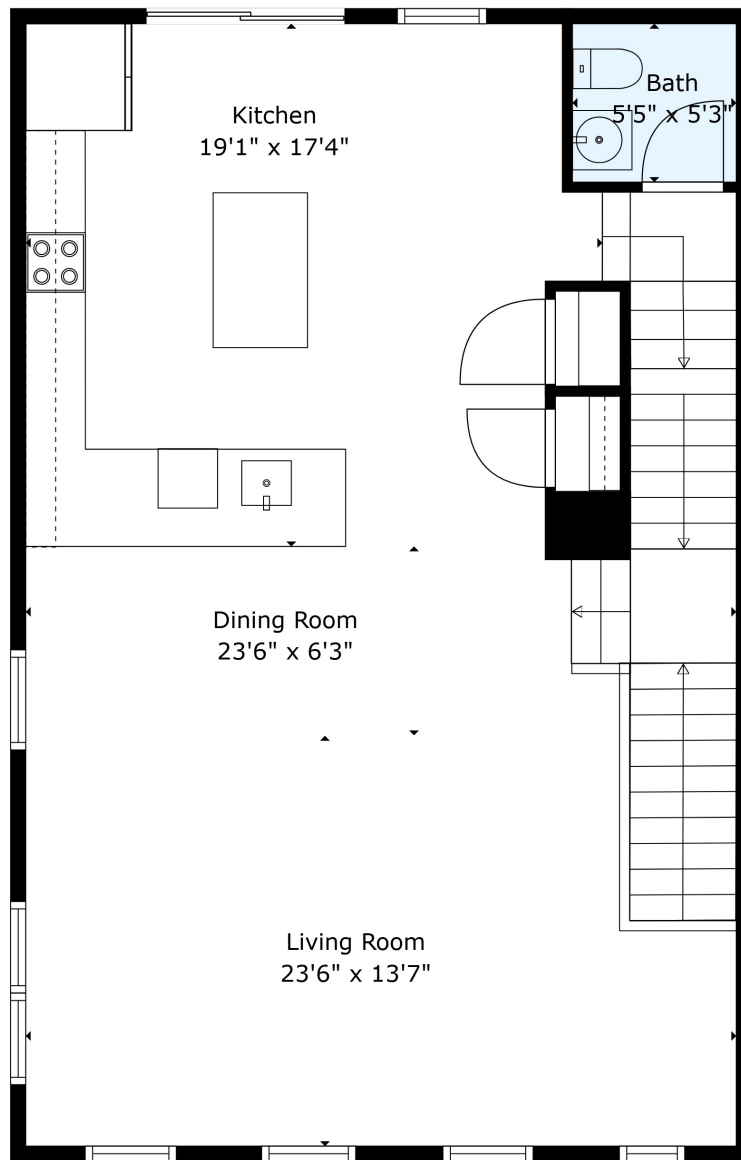 Kitchen
19'1" x 17'4"
Bath
5'5" x 5'3"
Dining Room
23'6" x 6'3"
Living Room
23'6" x 13'7"